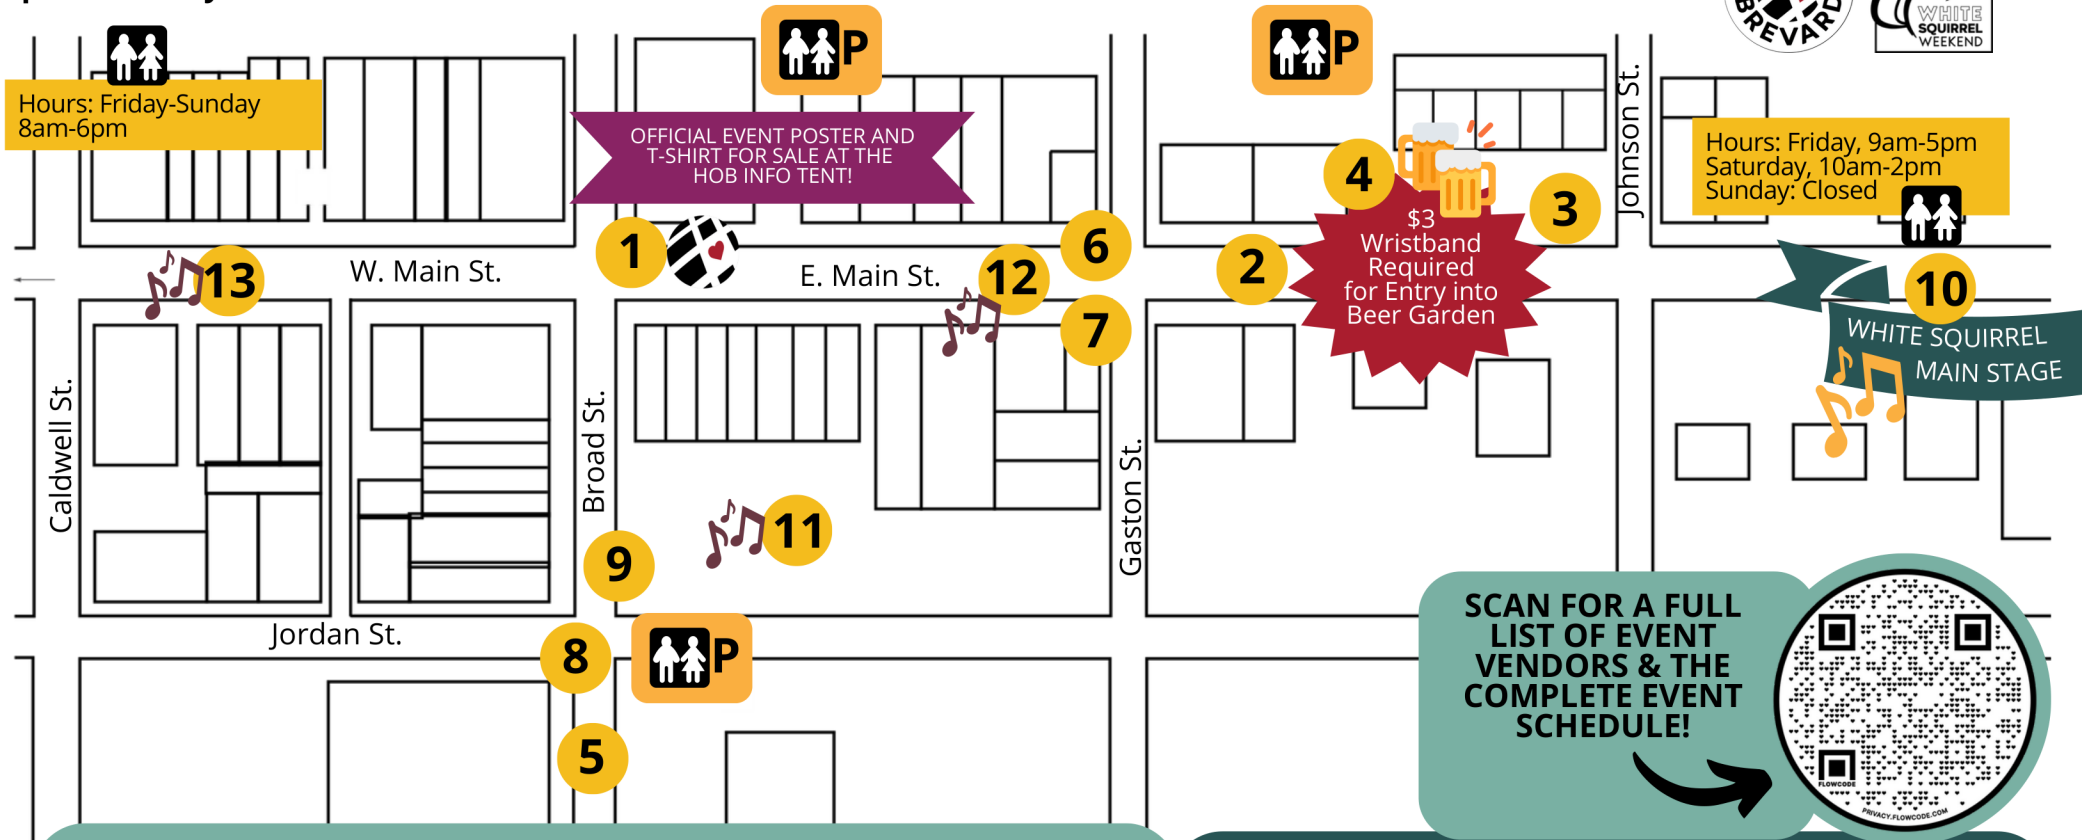 BREVARD
WHITE
SQUIRREL
WEEKEND
P
P
Hours: Friday-Sunday
8am-6pm
OFFICIAL EVENT POSTER AND
T-SHIRT FOR SALE AT THE
HOB INFO TENT!
Johnson St.
Hours: Friday, 9am-5pm
Saturday, 10am-2pm
Sunday: Closed
4
3
$3
Wristband
Required
for Entry into
Beer Garden
1
6
2
13
W. Main St.
E. Main St.
12
10
7
WHITE SQUIRREL
MAIN STAGE
Caldwell St.
Broad St.
Gaston St.
11
9
Jordan St.
8
P
5
SCAN FOR A FULL
LIST OF EVENT
VENDORS & THE
COMPLETE EVENT
SCHEDULE!
FLOWCODE
PRIVACY.FLOWCODE.COM